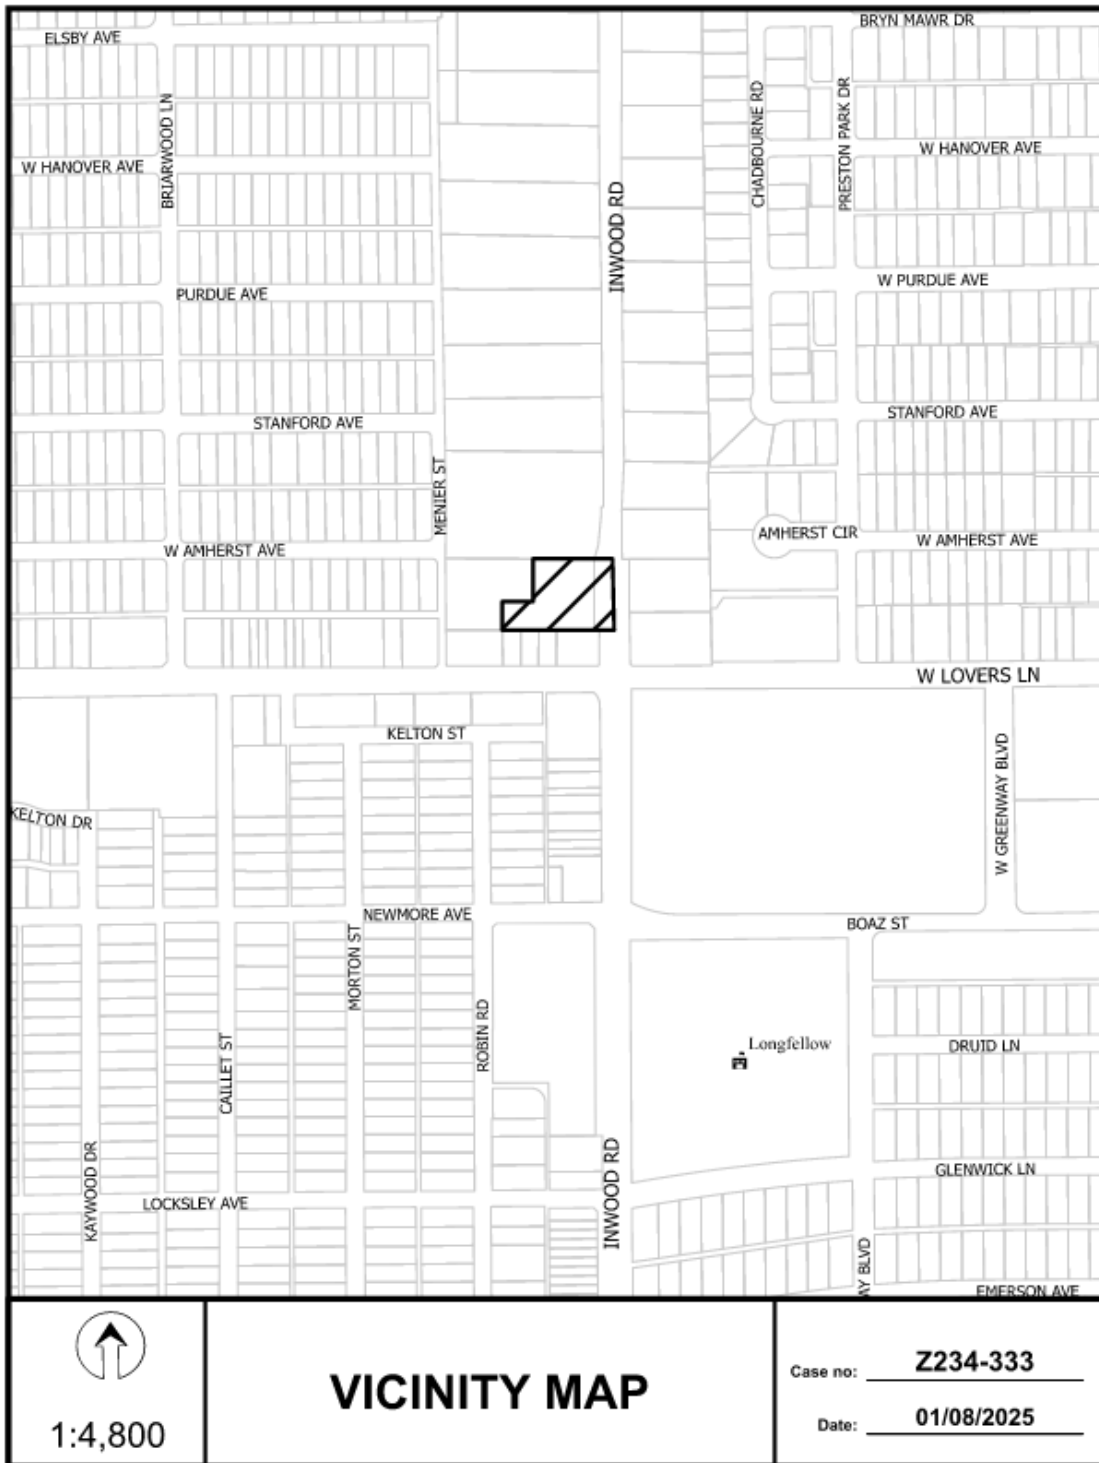 BRYN MAWR DR
ELSBY AVE
BRIARWOOD LN
CHADBOURNE RD
PRESTON PARK DR
W HANOVER AVE
W HANOVER AVE
INWOOD RD
PURDUE AVE
W PURDUE AVE
STANFORD AVE
STANFORD AVE
MENIER ST
W AMHERST AVE
AMHERST CIR
W AMHERST AVE
W LOVERS LN
KELTON ST
W GREENWAY BLVD
KELTON DR
NEWMORE AVE
BOAZ ST
MORTON ST
ROBIN RD
CAILLET ST
Longfellow
DRUID LN
KAYWOOD DR
INWOOD RD
GLENWICK LN
LOCKSLEY AVE
AY BLVD
EMERSON AVE
1:4,800
VICINITY MAP
Case no: Z234-333
Date: 01/08/2025